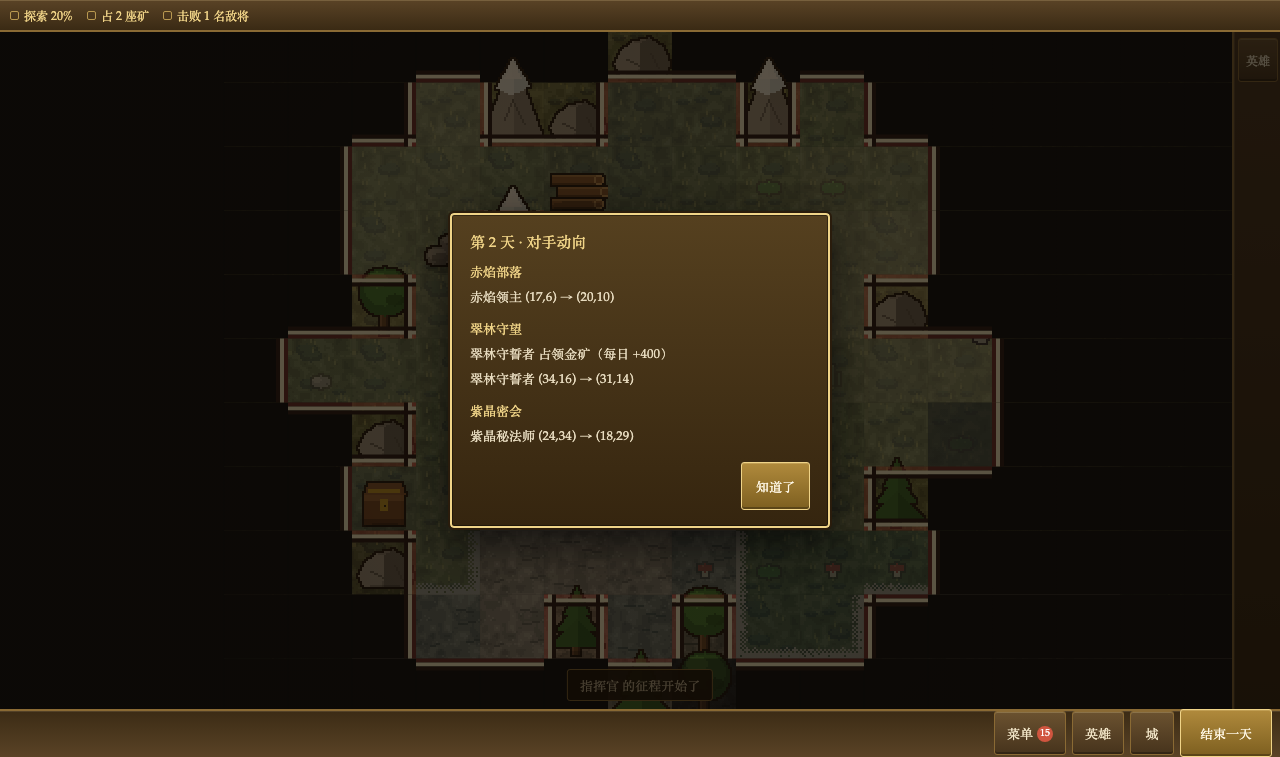 探索 20% 占 2 座矿 击败 1 名敌将
英雄
第 2 天 · 对手动向
赤焰部落
赤焰领主 (17,6) → (20,10)
翠林守望
翠林守誓者 占领金矿（每日 +400）
翠林守誓者 (34,16) → (31,14)
紫晶密会
紫晶秘法师 (24,34) → (18,29)
知道了
指挥官 的征程开始了
菜单 15 英雄 城 结束一天